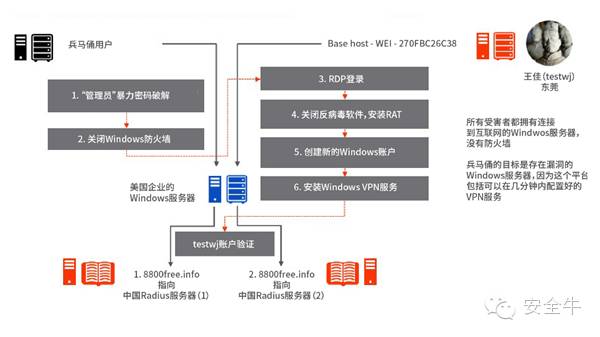 兵马俑用户
Base host - WEI - 270FBC26C38
王佳(testwj)
东莞
1. “管理员”暴力密码破解
2. 关闭Windows防火墙
3. RDP登录
4. 关闭反病毒软件,安装RAT
5. 创建新的Windows账户
6. 安装Windows VPN服务
所有受害者都拥有连接
到互联网的Windwos服务器,
没有防火墙
兵马俑的目标是存在漏洞的
Windows服务器,因为这个平台
包括可以在几分钟内配置好的
VPN服务
美国企业的
Windows服务器
testwj账户验证
1. 8800free.info
指向
中国Radius服务器(1)
2. 8800free.info
指向
中国Radius服务器(2)
安全牛